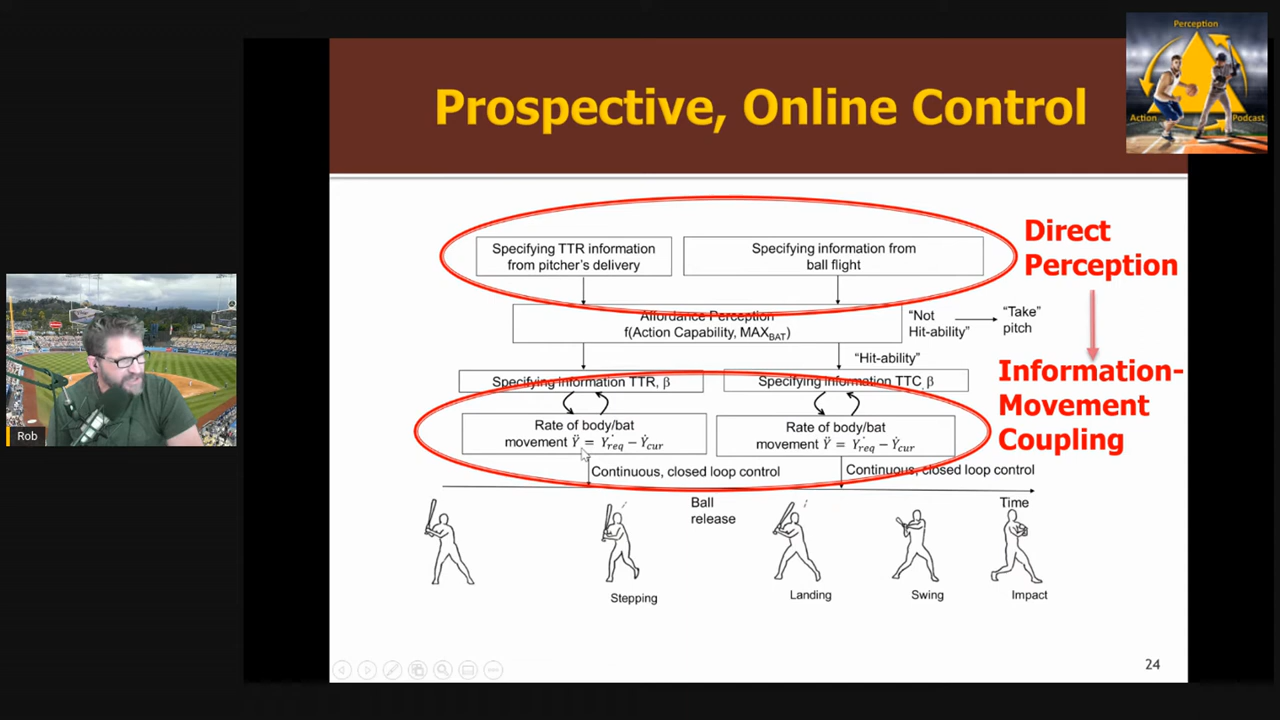 Prospective, Online Control
Perception
Action
Podcast
Specifying TTR information
from pitcher's delivery
Specifying information from
ball flight
Direct
Perception
Affordance Perception
f(Action Capability, MAX_BAT)
"Not
Hit-ability"
"Take"
pitch
"Hit-ability"
Specifying information TTR, β
Specifying information TTC, β
Information-
Movement
Coupling
Rate of body/bat
movement Ÿ = Ẏ_req − Ẏ_cur
Rate of body/bat
movement Ÿ = Ẏ_req − Ẏ_cur
Continuous, closed loop control
Continuous, closed loop control
Ball
release
Time
Stepping
Landing
Swing
Impact
Rob
24